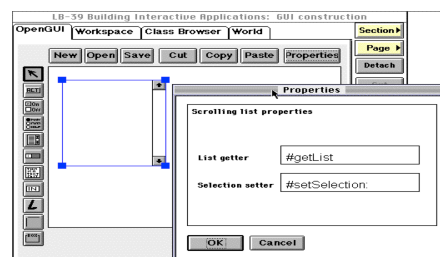 LB-39 Building Interactive Applications: GUI construction
OpenGUI Workspace Class Browser World
Section
Page
Detach
New Open Save Cut Copy Paste Properties
ACT!
Properties
Scrolling list properties
List getter #getList
Selection setter #setSelection:
OK Cancel